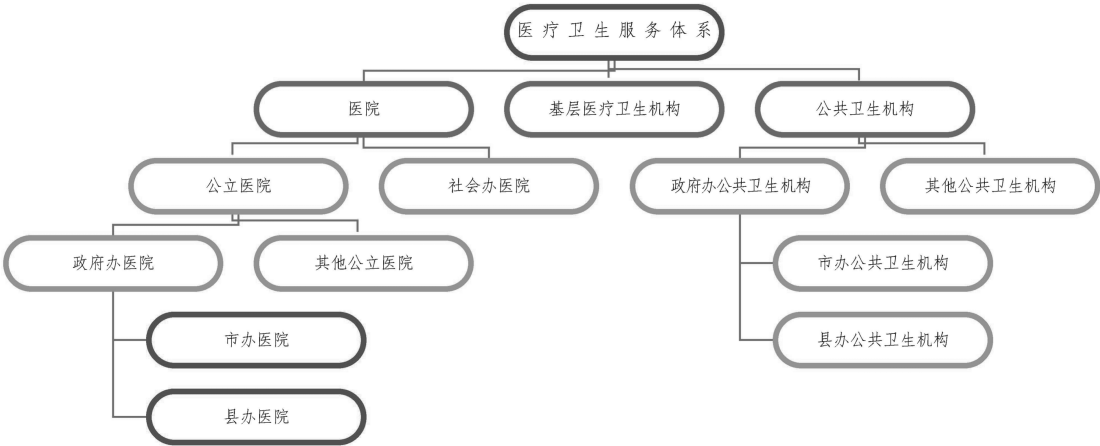 医疗卫生服务体系
医院
基层医疗卫生机构
公共卫生机构
公立医院
社会办医院
政府办公共卫生机构
其他公共卫生机构
政府办医院
其他公立医院
市办公共卫生机构
市办医院
县办公共卫生机构
县办医院